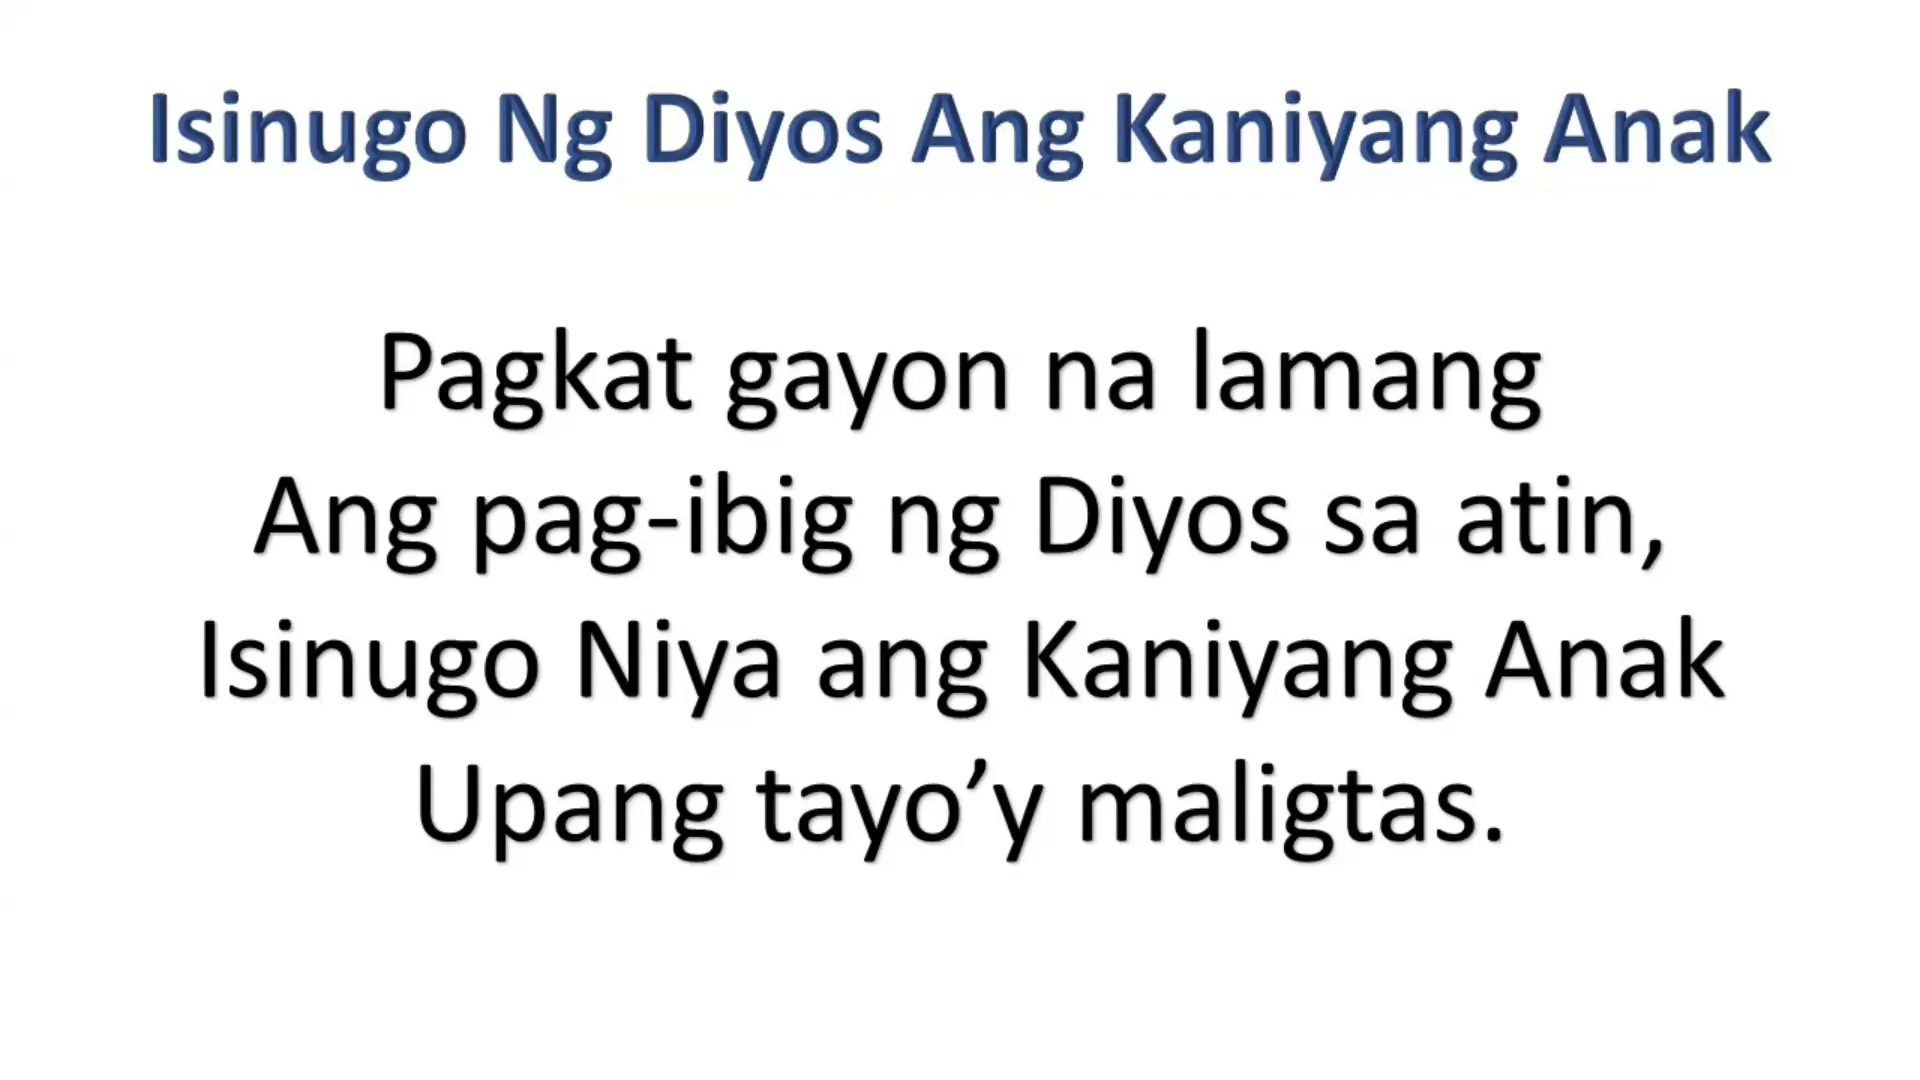 Isinugo Ng Diyos Ang Kaniyang Anak
Pagkat gayon na lamang
Ang pag-ibig ng Diyos sa atin,
Isinugo Niya ang Kaniyang Anak
Upang tayo’y maligtas.